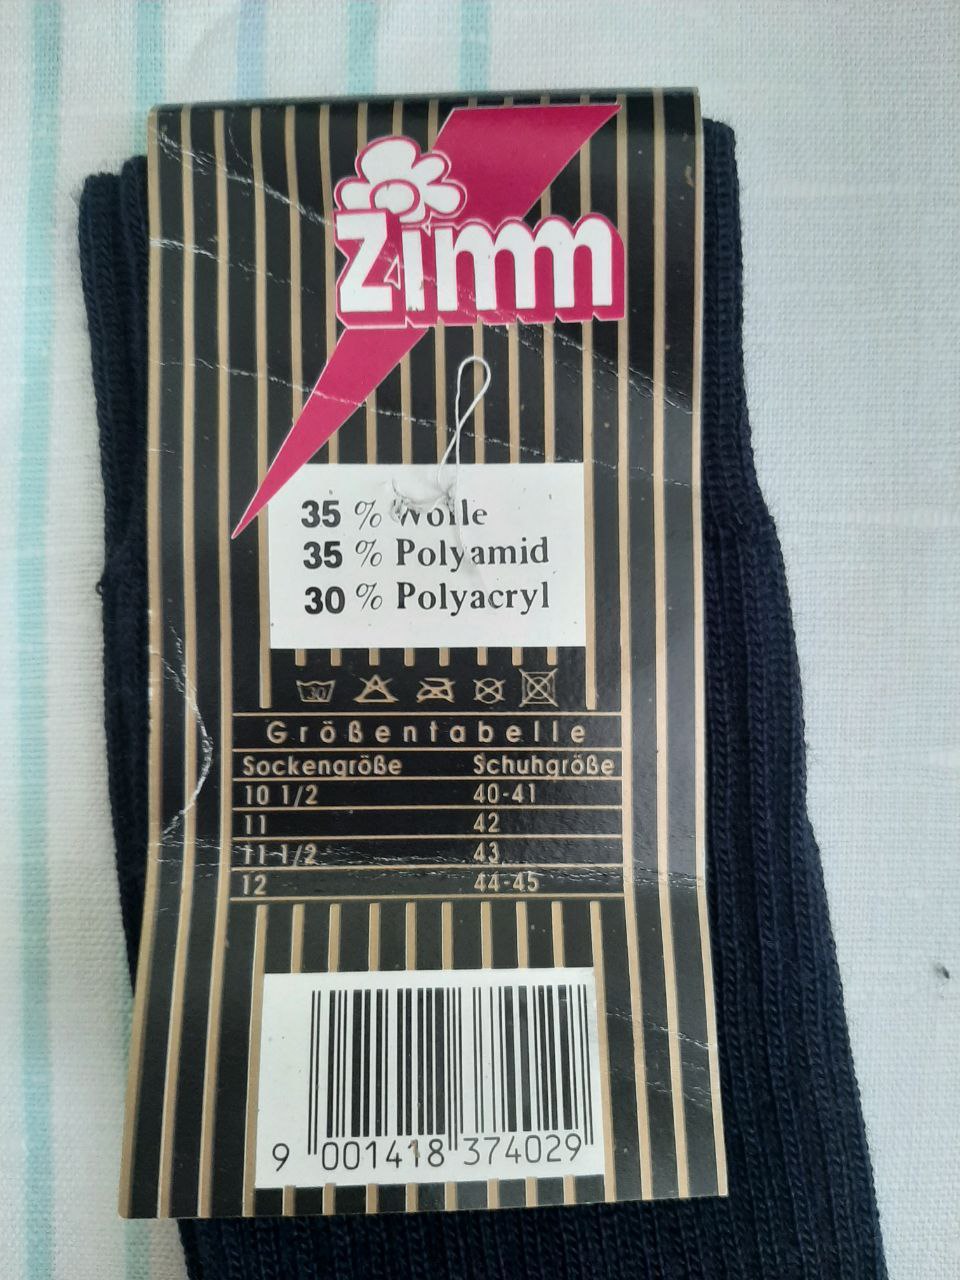 Zimm
35 % Wolle
35 % Polyamid
30 % Polyacryl
30
Größentabelle
Sockengröße Schuhgröße
10 1/2 40-41
11 42
11 1/2 43
12 44-45
9 001418 374029